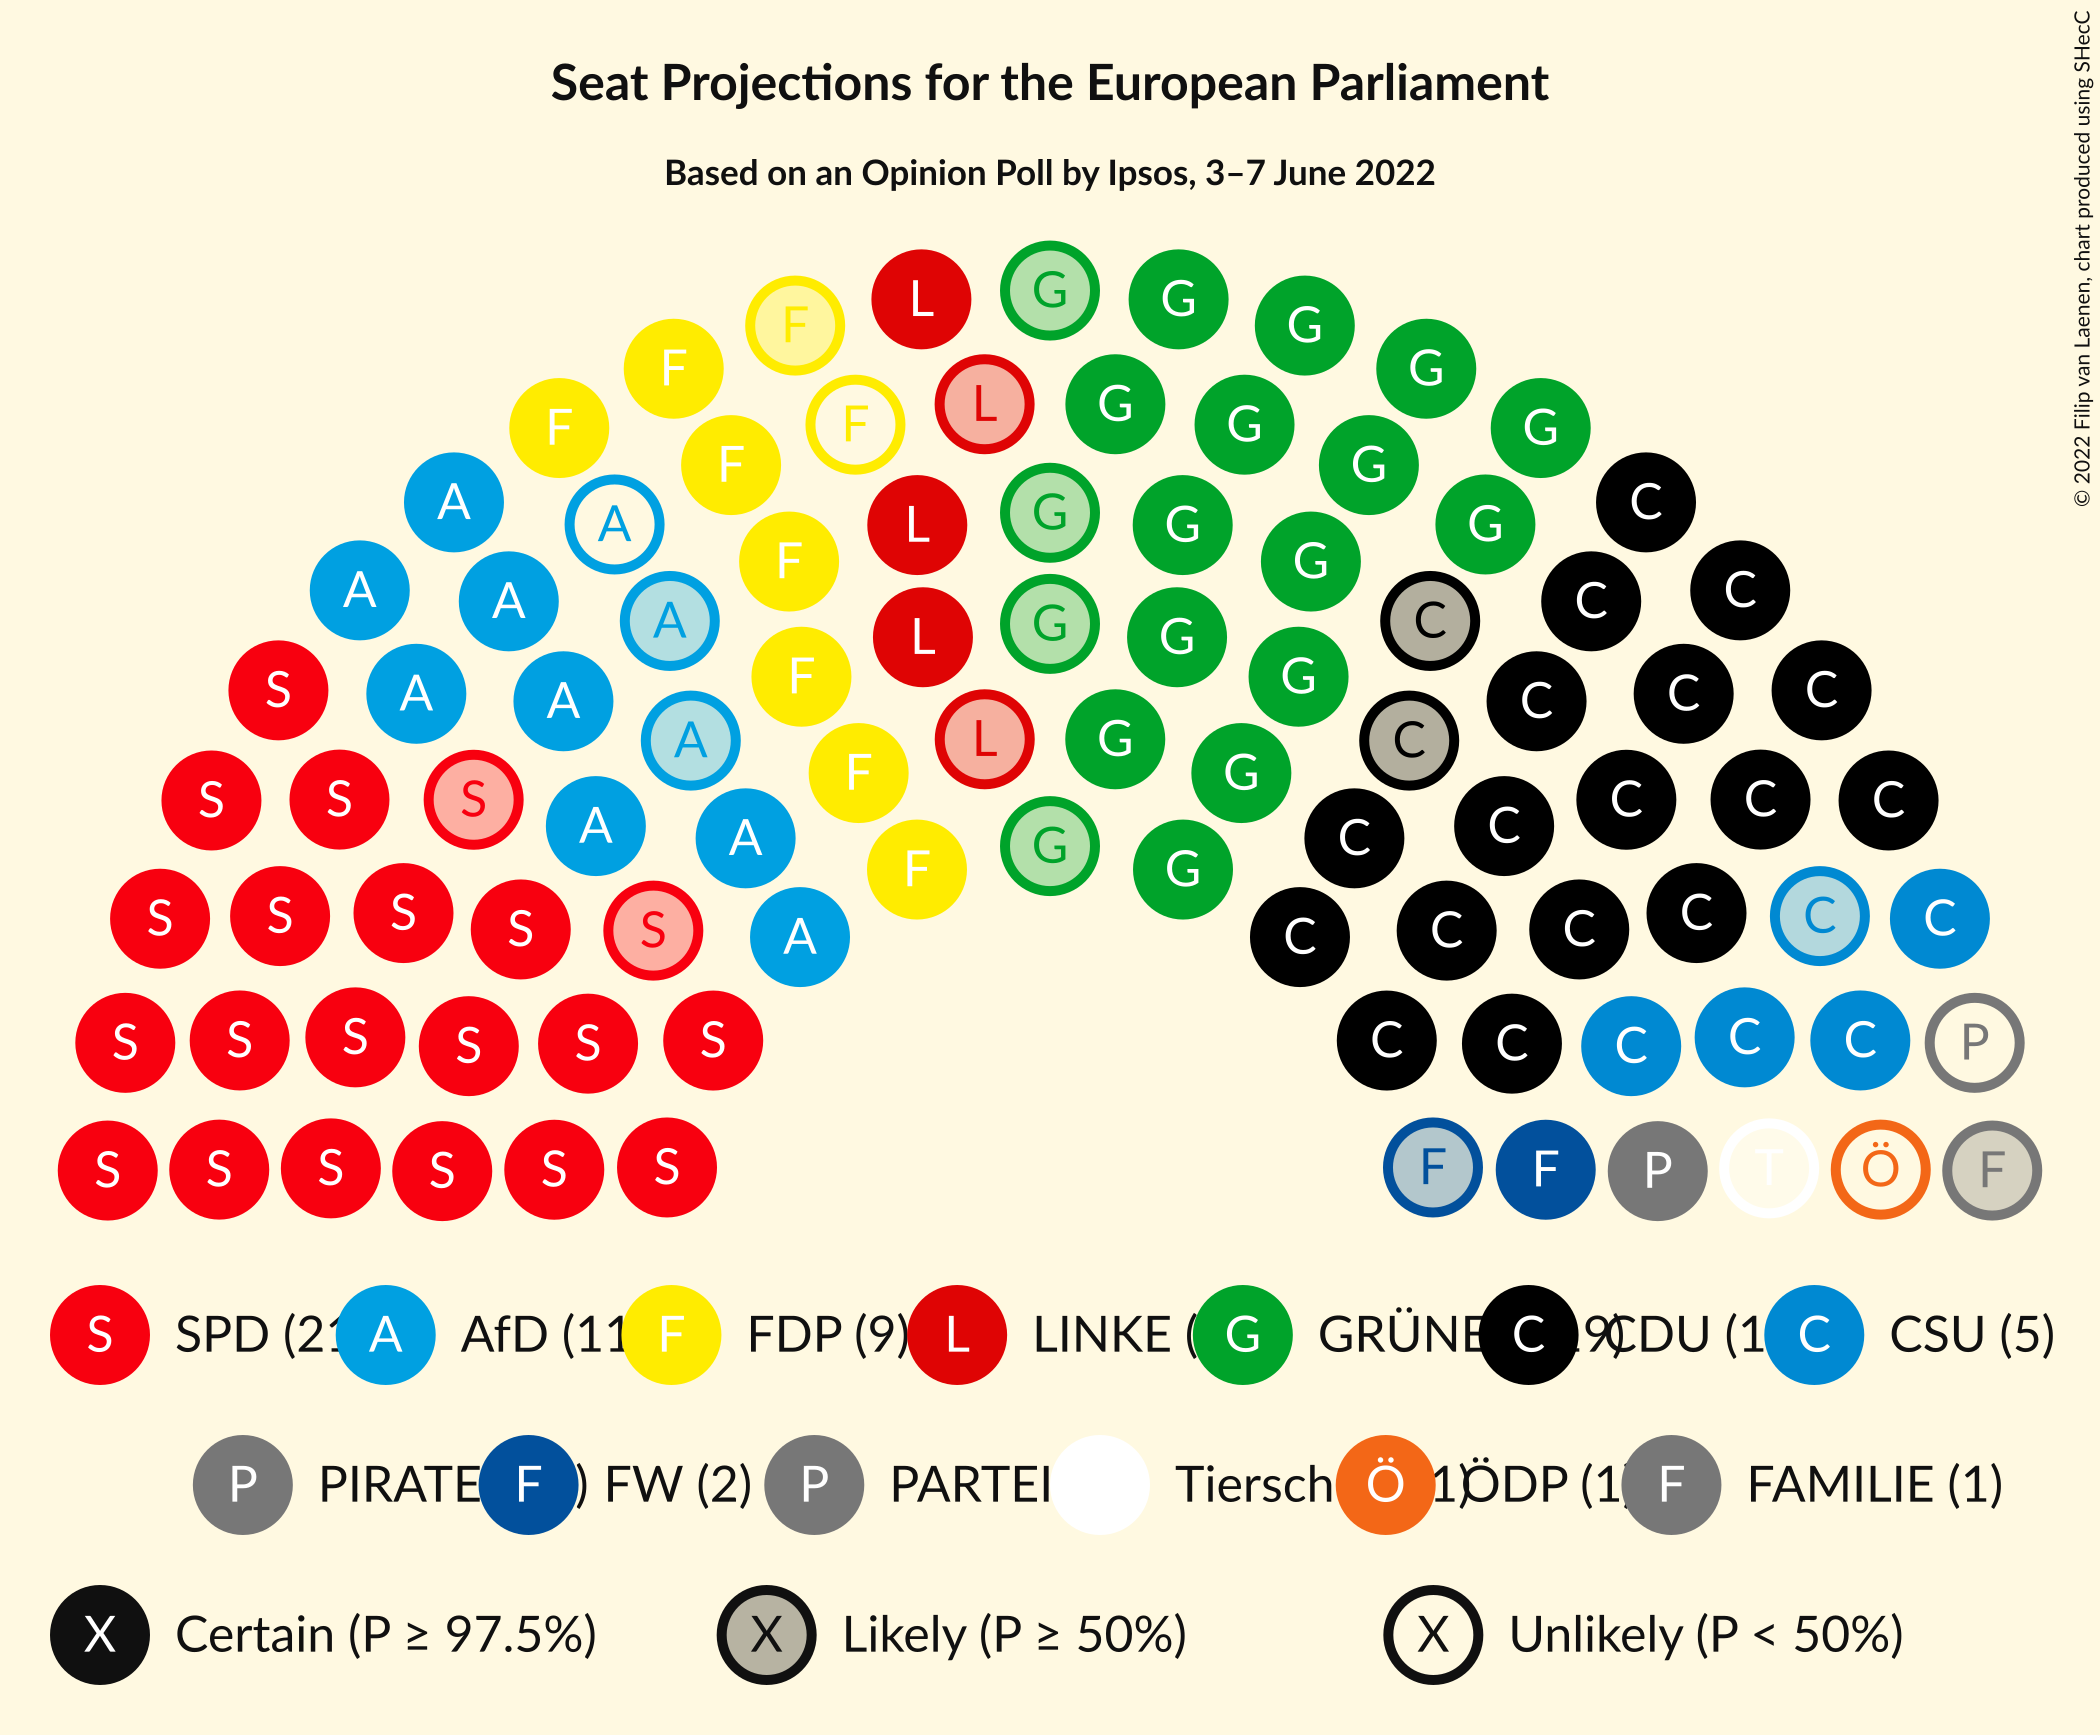 Seat Projections for the European Parliament
Based on an Opinion Poll by Ipsos, 3–7 June 2022
© 2022 Filip van Laenen, chart produced using SHecC
L G G
F G
F G
F F L G G G
F G
A A L G G G C
F G
A A A L G G C C C
S A A F G C C C
A F L G G C
S S S A A G C C C C C
F G
S S S S S A C C C C C C
S S S S S S C C C C C P
S S S S S S F F P T Ö F
S SPD (21 A AfD (11 F FDP (9) L LINKE ( G GRÜNE C 9) CDU (1 C CSU (5)
P PIRATE F ) FW (2) P PARTEI Tiersch Ö 1) ÖDP (1) F FAMILIE (1)
X Certain (P ≥ 97.5%) X Likely (P ≥ 50%) X Unlikely (P < 50%)